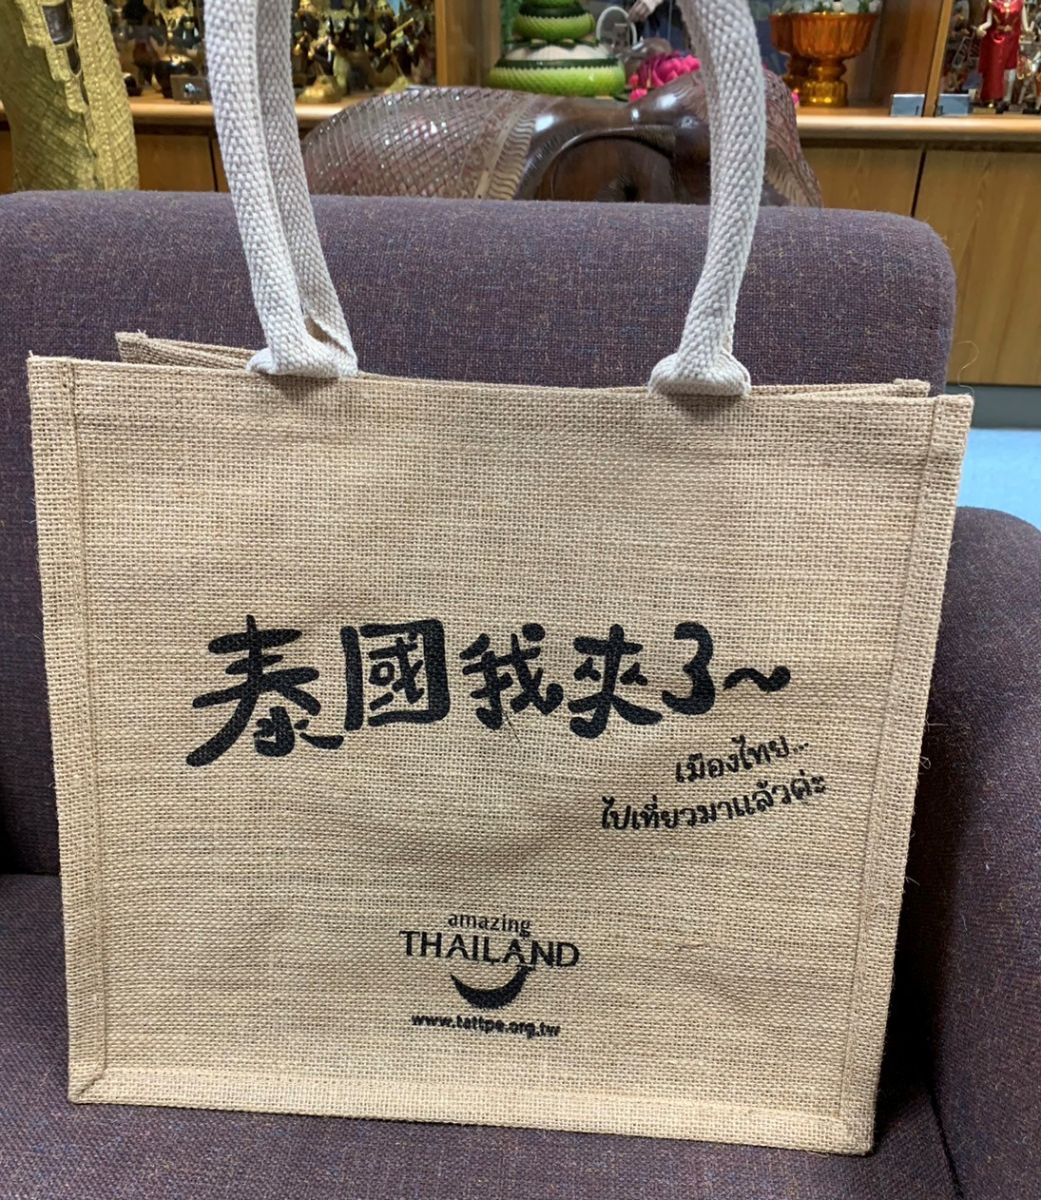 泰國我來了~
เมืองไทย...
ไปเที่ยวมาแล้วค่ะ
amazing
THAILAND
www.tattpe.org.tw